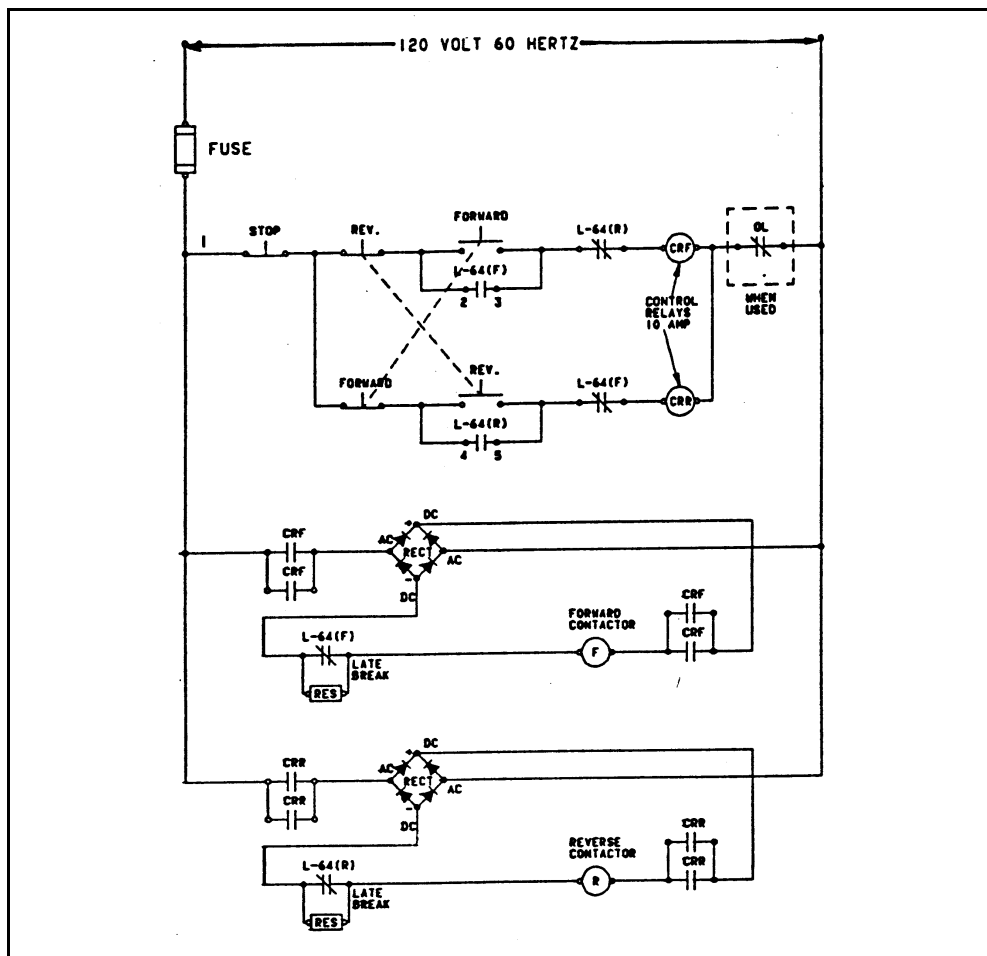 120 VOLT 60 HERTZ
FUSE
1
STOP
REV.
FORWARD
L-64(F)
2 3
L-64(R)
CRF
OL
WHEN
USED
CONTROL
RELAYS
10 AMP
FORWARD
REV.
L-64(R)
4 5
L-64(F)
CRR
CRF
CRF
AC
RECT
AC
+
DC
-
DC
L-64(F)
LATE
BREAK
RES
FORWARD
CONTACTOR
F
CRF
CRF
CRR
CRR
AC
RECT
AC
+
DC
-
DC
L-64(R)
LATE
BREAK
RES
REVERSE
CONTACTOR
R
CRR
CRR